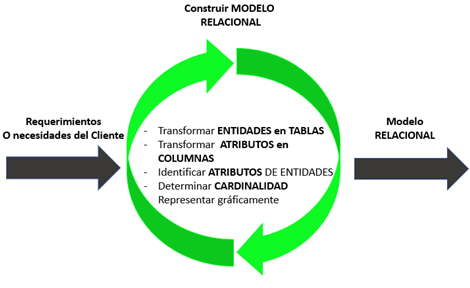 Construir MODELO
RELACIONAL
Requerimientos
O necesidades del Cliente
- Transformar ENTIDADES en TABLAS
- Transformar ATRIBUTOS en
COLUMNAS
- Identificar ATRIBUTOS DE ENTIDADES
- Determinar CARDINALIDAD
Representar gráficamente
Modelo
RELACIONAL